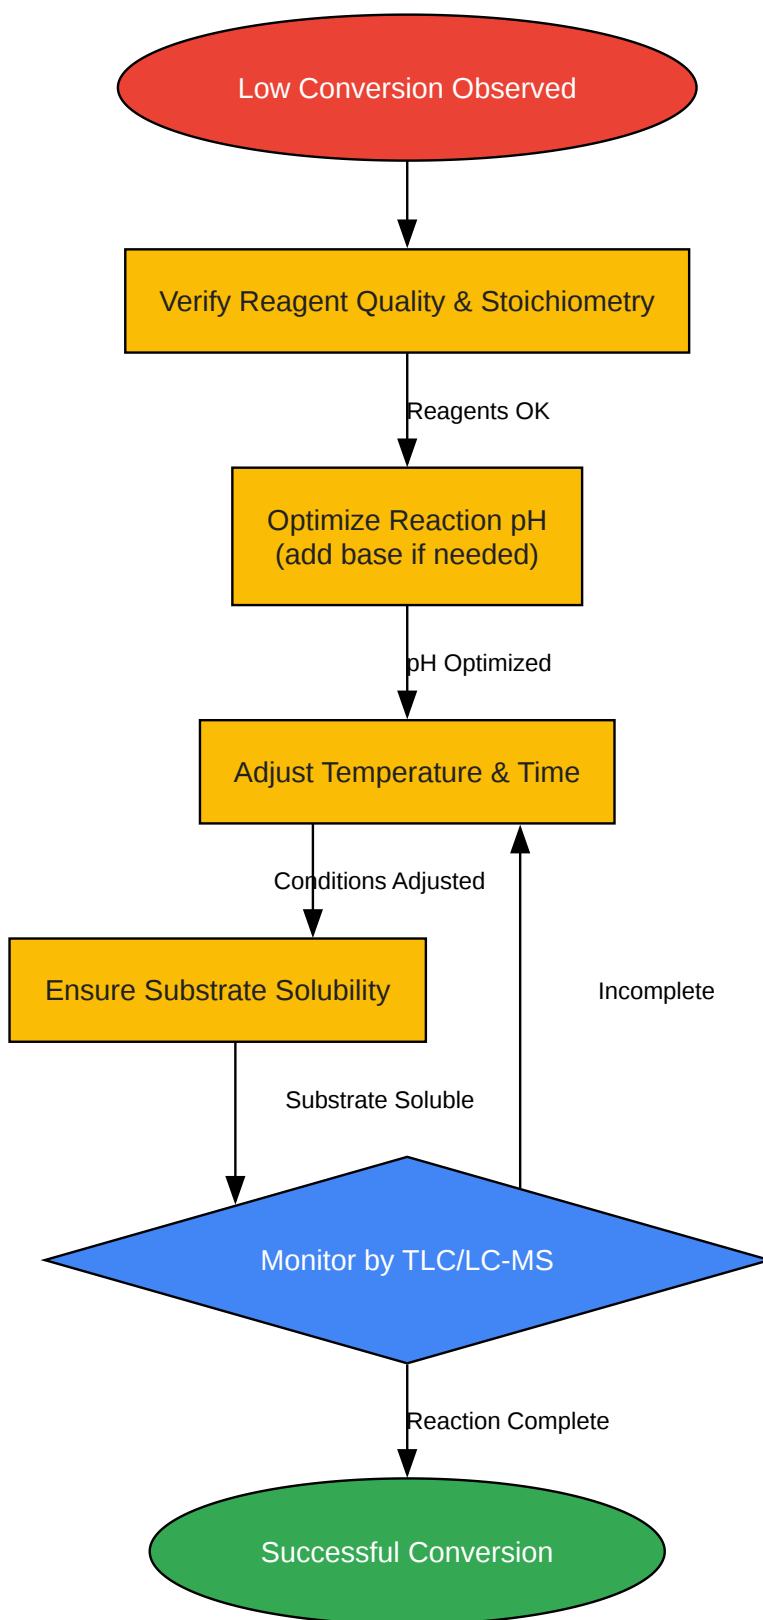 Low Conversion Observed
Verify Reagent Quality & Stoichiometry
Reagents OK
Optimize Reaction pH
(add base if needed)
pH Optimized
Adjust Temperature & Time
Conditions Adjusted
Ensure Substrate Solubility
Incomplete
Substrate Soluble
Monitor by TLC/LC-MS
Reaction Complete
Successful Conversion